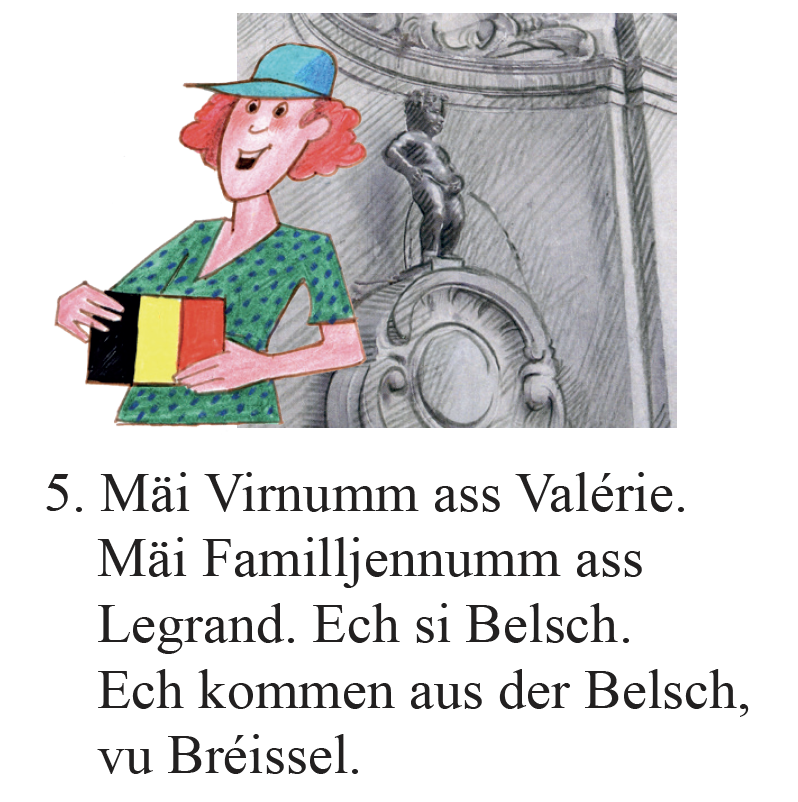 5. Mäi Virnumm ass Valérie.
Mäi Familljennumm ass
Legrand. Ech si Belsch.
Ech kommen aus der Belsch,
vu Bréissel.